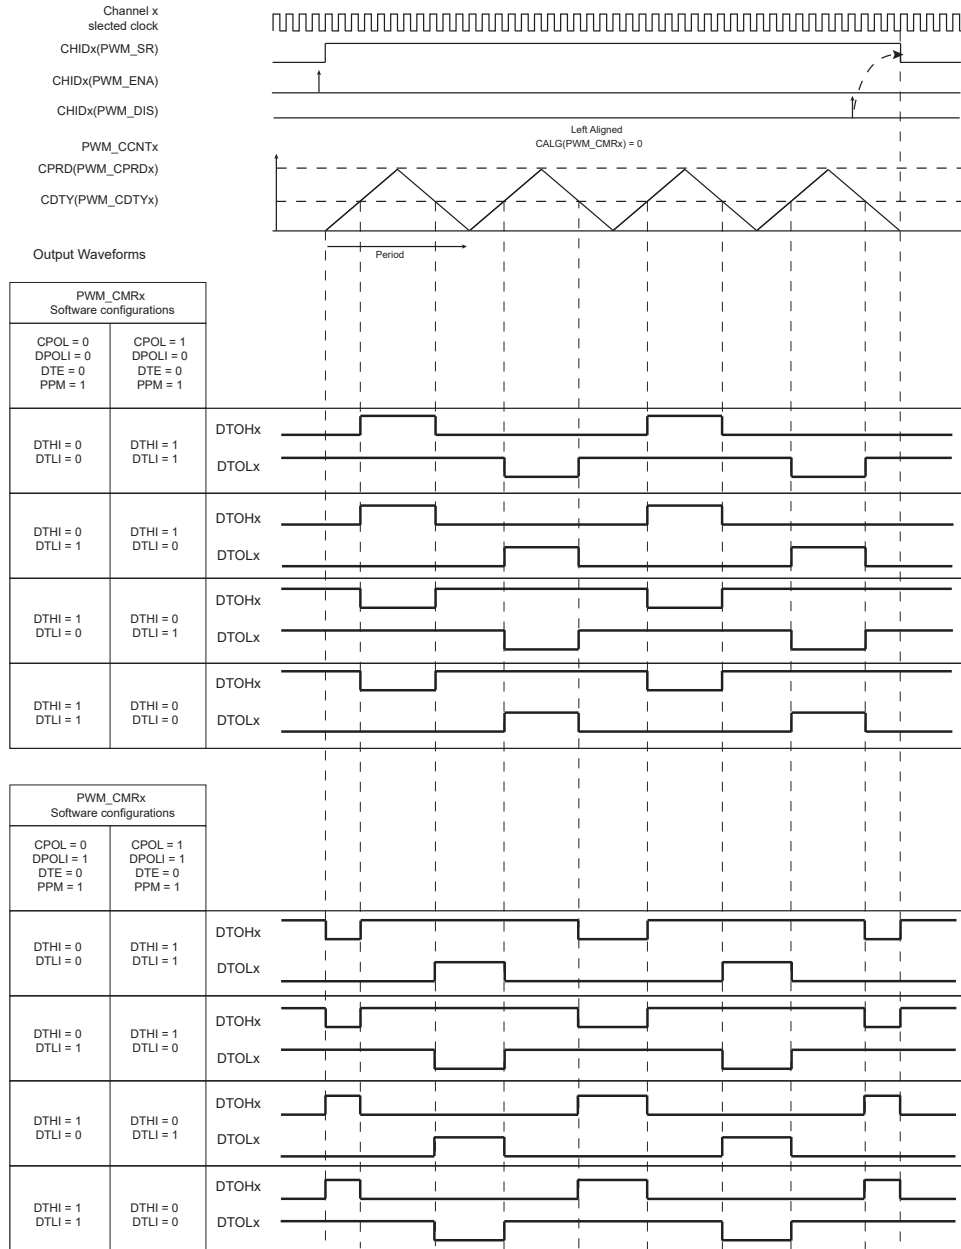 Channel x
slected clock
CHIDx(PWM_SR)
CHIDx(PWM_ENA)
CHIDx(PWM_DIS)
Left Aligned
CALG(PWM_CMRx) = 0
PWM_CCNTx
CPRD(PWM_CPRDx)
CDTY(PWM_CDTYx)
Period
Output Waveforms
PWM_CMRx
Software configurations
CPOL = 0
DPOLI = 0
DTE = 0
PPM = 1
CPOL = 1
DPOLI = 0
DTE = 0
PPM = 1
DTHI = 0
DTLI = 0
DTHI = 1
DTLI = 1
DTOHx
DTOLx
DTHI = 0
DTLI = 1
DTHI = 1
DTLI = 0
DTOHx
DTOLx
DTHI = 1
DTLI = 0
DTHI = 0
DTLI = 1
DTOHx
DTOLx
DTHI = 1
DTLI = 1
DTHI = 0
DTLI = 0
DTOHx
DTOLx
PWM_CMRx
Software configurations
CPOL = 0
DPOLI = 1
DTE = 0
PPM = 1
CPOL = 1
DPOLI = 1
DTE = 0
PPM = 1
DTHI = 0
DTLI = 0
DTHI = 1
DTLI = 1
DTOHx
DTOLx
DTHI = 0
DTLI = 1
DTHI = 1
DTLI = 0
DTOHx
DTOLx
DTHI = 1
DTLI = 0
DTHI = 0
DTLI = 1
DTOHx
DTOLx
DTHI = 1
DTLI = 1
DTHI = 0
DTLI = 0
DTOHx
DTOLx